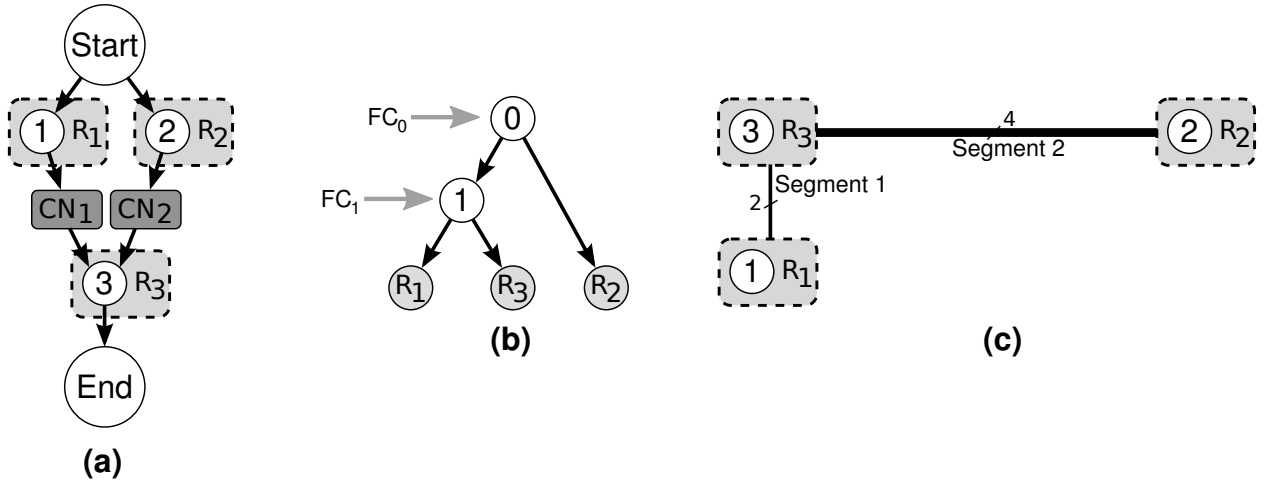 Start
1 R₁
2 R₂
CN₁
CN₂
3 R₃
End
(a)
FC₀
0
FC₁
1
R₁
R₃
R₂
(b)
3 R₃
4
Segment 2
2 R₂
Segment 1
2
1 R₁
(c)